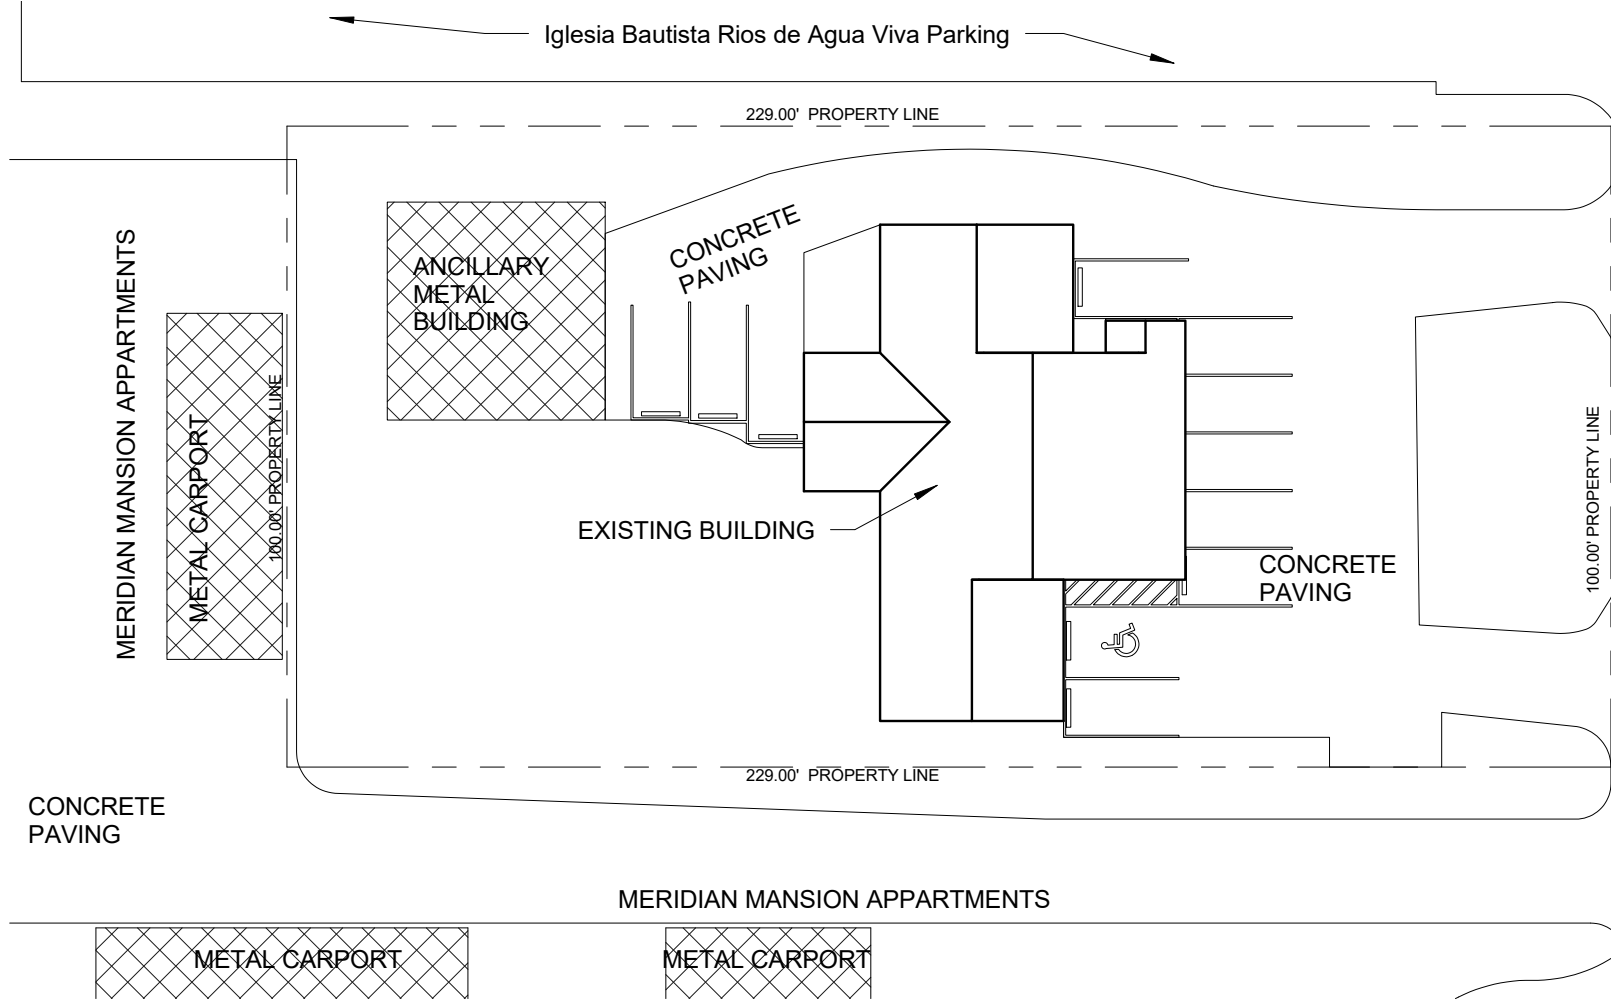 Iglesia Bautista Rios de Agua Viva Parking
229.00' PROPERTY LINE
CONCRETE
PAVING
ANCILLARY
METAL
BUILDING
MERIDIAN MANSION APPARTMENTS
METAL CARPORT
100.00' PROPERTY LINE
EXISTING BUILDING
CONCRETE
PAVING
100.00' PROPERTY LINE
229.00' PROPERTY LINE
CONCRETE
PAVING
MERIDIAN MANSION APPARTMENTS
METAL CARPORT
METAL CARPORT